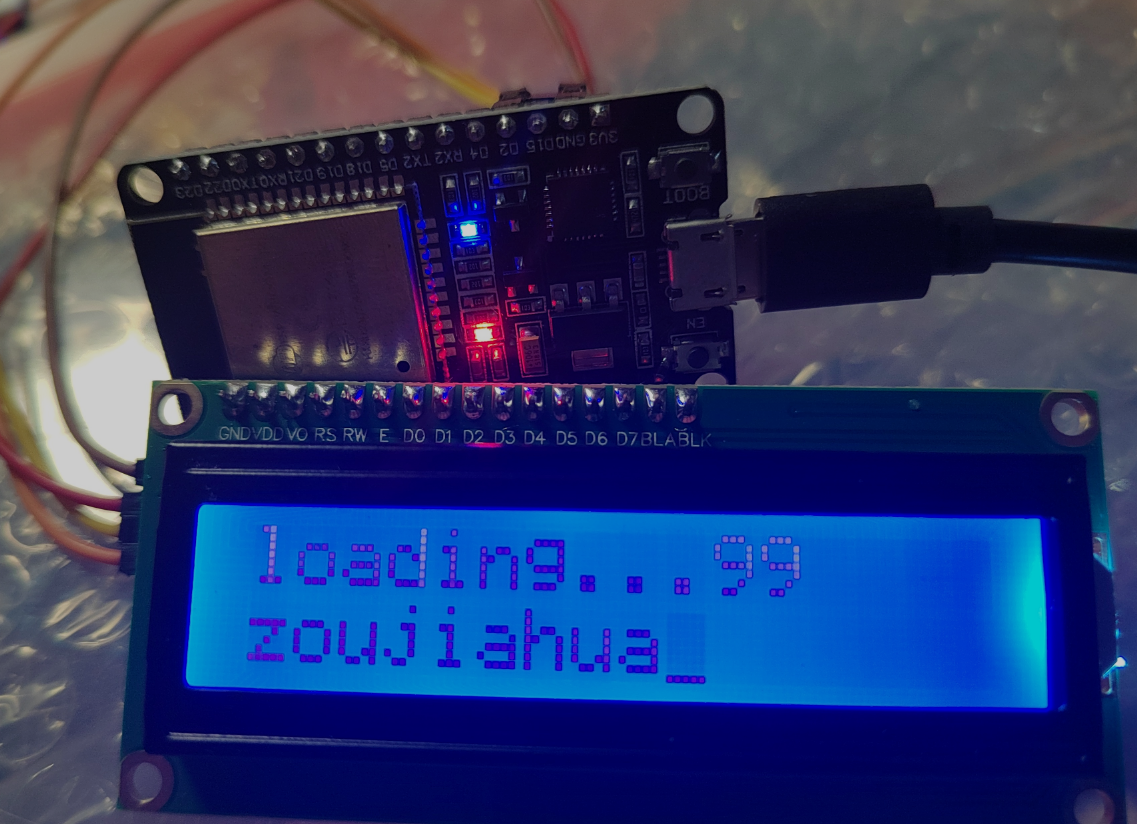 3V3 GND D15 D2 D4 RX2 TX2 D5 D18 D19 D21 RX0 TX0 D22 D23
BOOT
EN
GND VDD VO RS RW E D0 D1 D2 D3 D4 D5 D6 D7 BLA BLK
loading...99
zoujiahua_